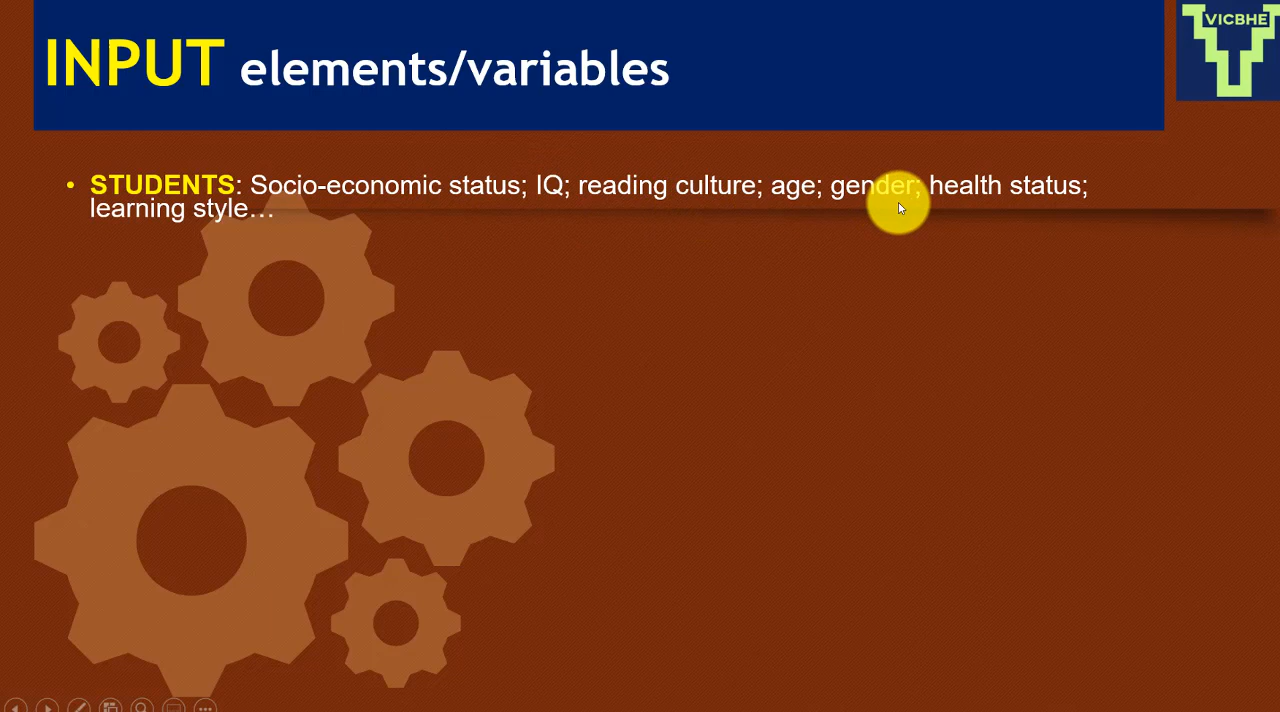 INPUT elements/variables
VICBHE
• STUDENTS: Socio-economic status; IQ; reading culture; age; gender; health status;
learning style…